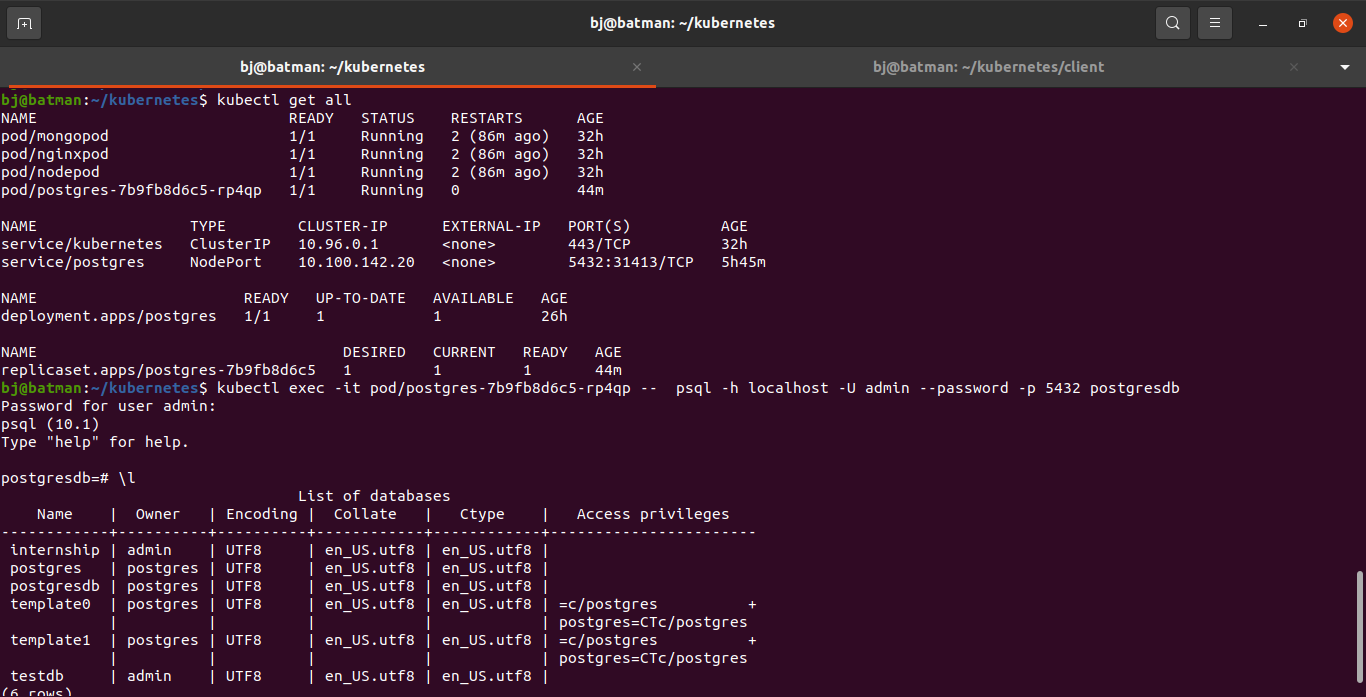 bj@batman: ~/kubernetes
bj@batman: ~/kubernetes bj@batman: ~/kubernetes/client
bj@batman:~/kubernetes$ kubectl get all
NAME                                READY   STATUS    RESTARTS      AGE
pod/mongopod                        1/1     Running   2 (86m ago)   32h
pod/nginxpod                        1/1     Running   2 (86m ago)   32h
pod/nodepod                         1/1     Running   2 (86m ago)   32h
pod/postgres-7b9fb8d6c5-rp4qp   1/1     Running   0             44m
NAME                 TYPE        CLUSTER-IP      EXTERNAL-IP   PORT(S)          AGE
service/kubernetes   ClusterIP   10.96.0.1       <none>        443/TCP          32h
service/postgres     NodePort    10.100.142.20   <none>        5432:31413/TCP   5h45m
NAME                       READY   UP-TO-DATE   AVAILABLE   AGE
deployment.apps/postgres   1/1     1            1           26h
NAME                                  DESIRED   CURRENT   READY   AGE
replicaset.apps/postgres-7b9fb8d6c5   1         1         1       44m
bj@batman:~/kubernetes$ kubectl exec -it pod/postgres-7b9fb8d6c5-rp4qp --  psql -h localhost -U admin --password -p 5432 postgresdb
Password for user admin:
psql (10.1)
Type "help" for help.
postgresdb=# \l
                                 List of databases
    Name    |  Owner   | Encoding |  Collate   |   Ctype    |   Access privileges
------------+----------+----------+------------+------------+-----------------------
 internship | admin    | UTF8     | en_US.utf8 | en_US.utf8 |
 postgres   | postgres | UTF8     | en_US.utf8 | en_US.utf8 |
 postgresdb | postgres | UTF8     | en_US.utf8 | en_US.utf8 |
 template0  | postgres | UTF8     | en_US.utf8 | en_US.utf8 | =c/postgres          +
            |          |          |            |            | postgres=CTc/postgres
 template1  | postgres | UTF8     | en_US.utf8 | en_US.utf8 | =c/postgres          +
            |          |          |            |            | postgres=CTc/postgres
 testdb     | admin    | UTF8     | en_US.utf8 | en_US.utf8 |
(6 rows)